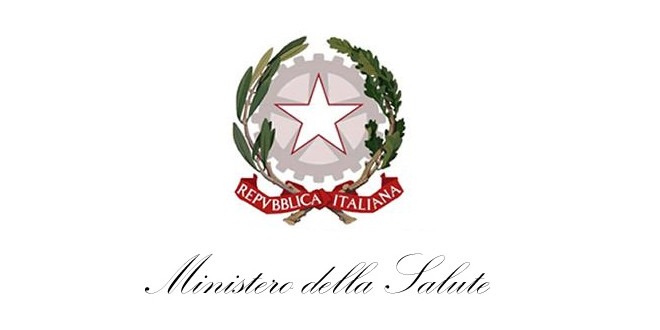 REPVBBLICA ITALIANA
Ministero della Salute